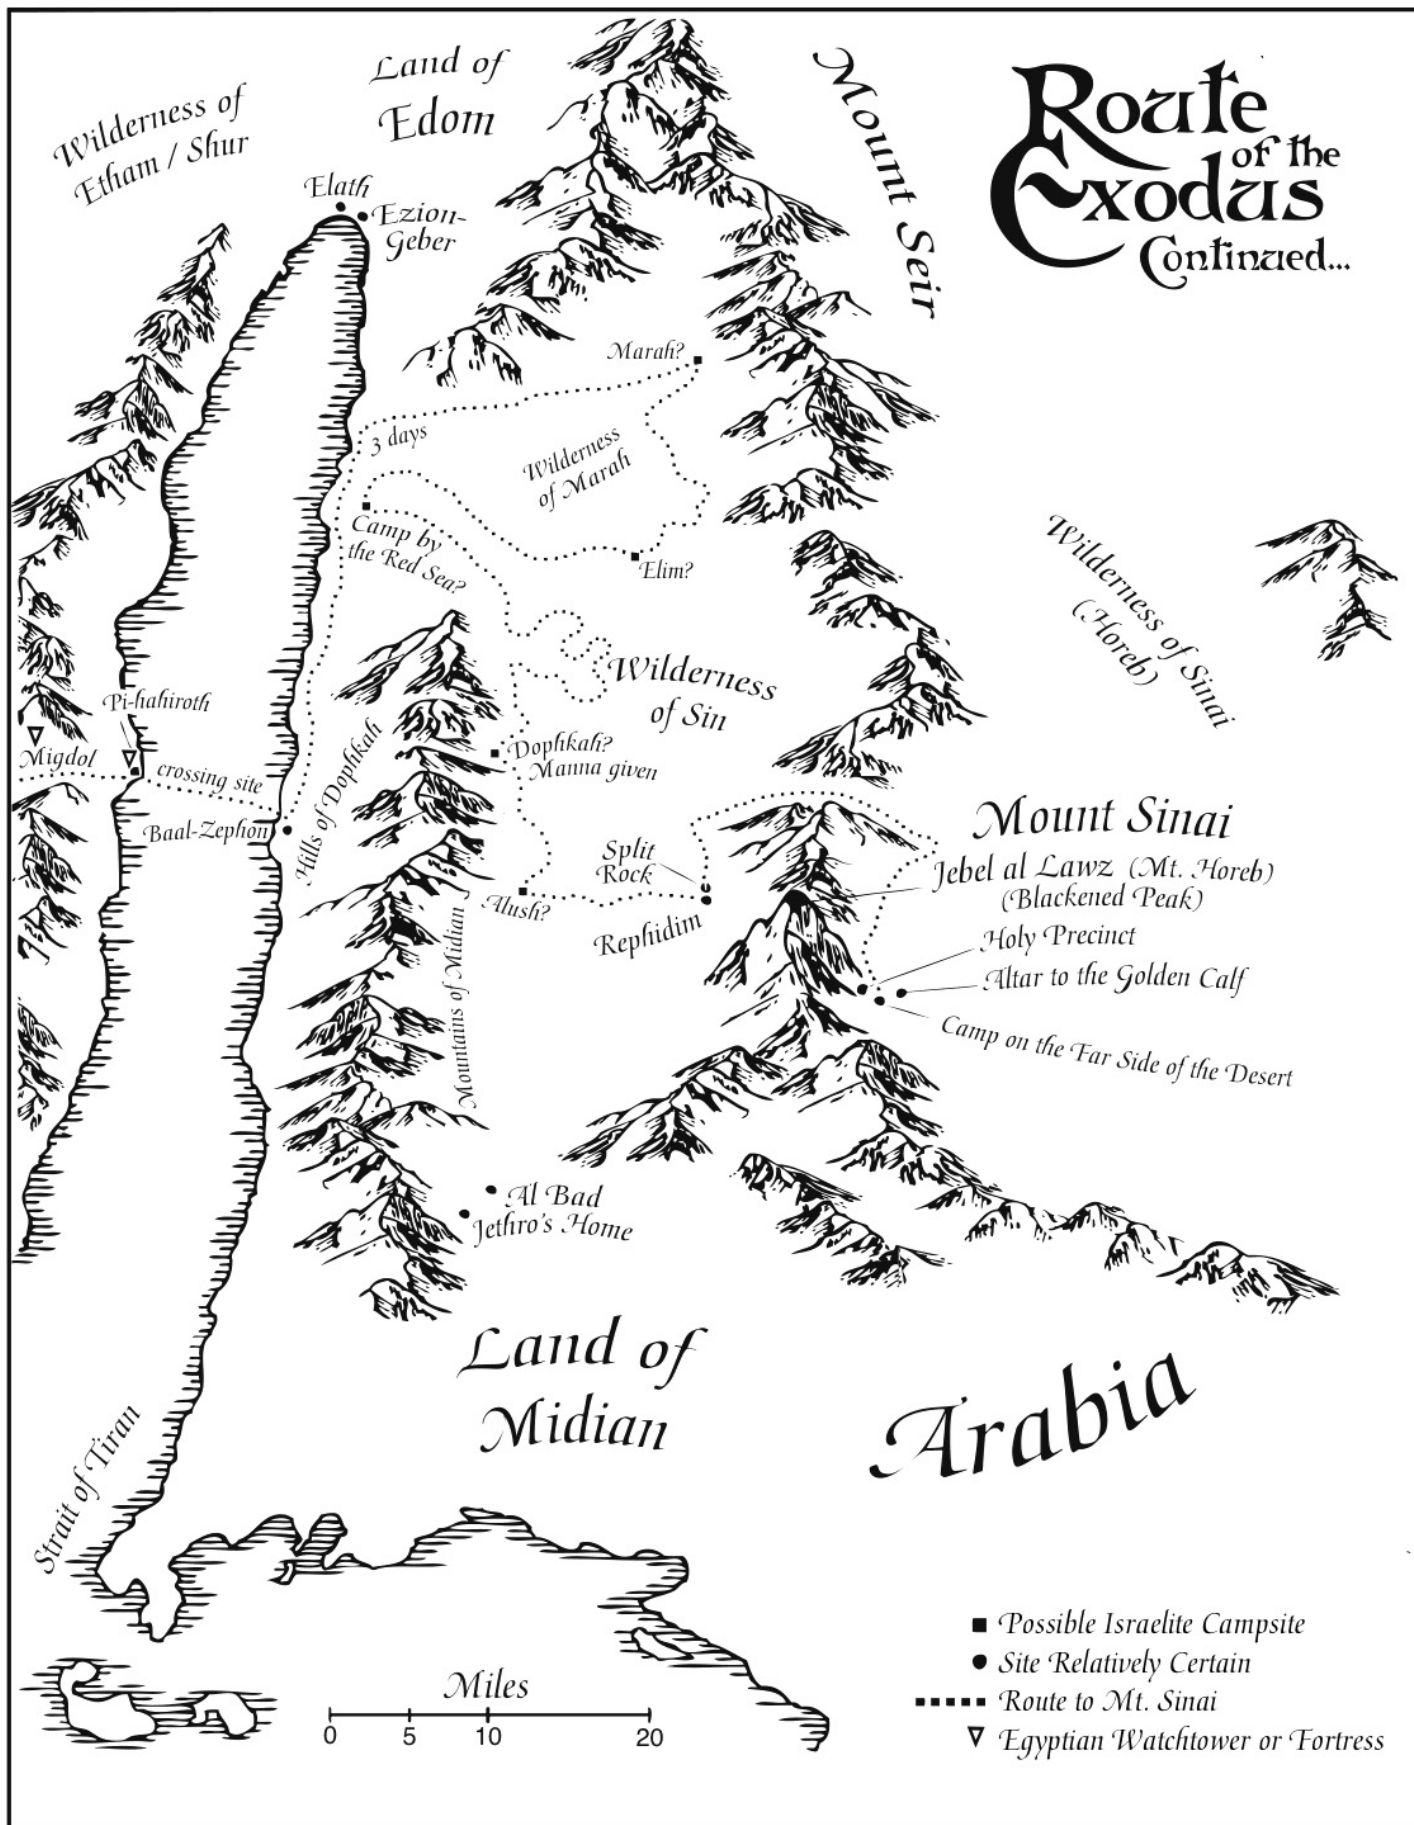 Route
of the
Exodus
Continued...
Land of
Edom
Mount Seir
Wilderness of
Etham / Shur
Elath
Ezion-
Geber
Marah?
3 days
Wilderness
of Marah
Camp by
the Red Sea?
Elim?
Wilderness of Sinai
(Horeb)
Wilderness
of Sin
Pi-hahiroth
Migdol
crossing site
Baal-Zephon
Hills of Dophkah
Dophkah?
Manna given
Split
Rock
Alush?
Rephidim
Mountains of Midian
Mount Sinai
Jebel al Lawz (Mt. Horeb)
(Blackened Peak)
Holy Precinct
Altar to the Golden Calf
Camp on the Far Side of the Desert
Al Bad
Jethro's Home
Land of
Midian
Arabia
Strait of Tiran
Miles
0 5 10 20
Possible Israelite Campsite
Site Relatively Certain
Route to Mt. Sinai
Egyptian Watchtower or Fortress